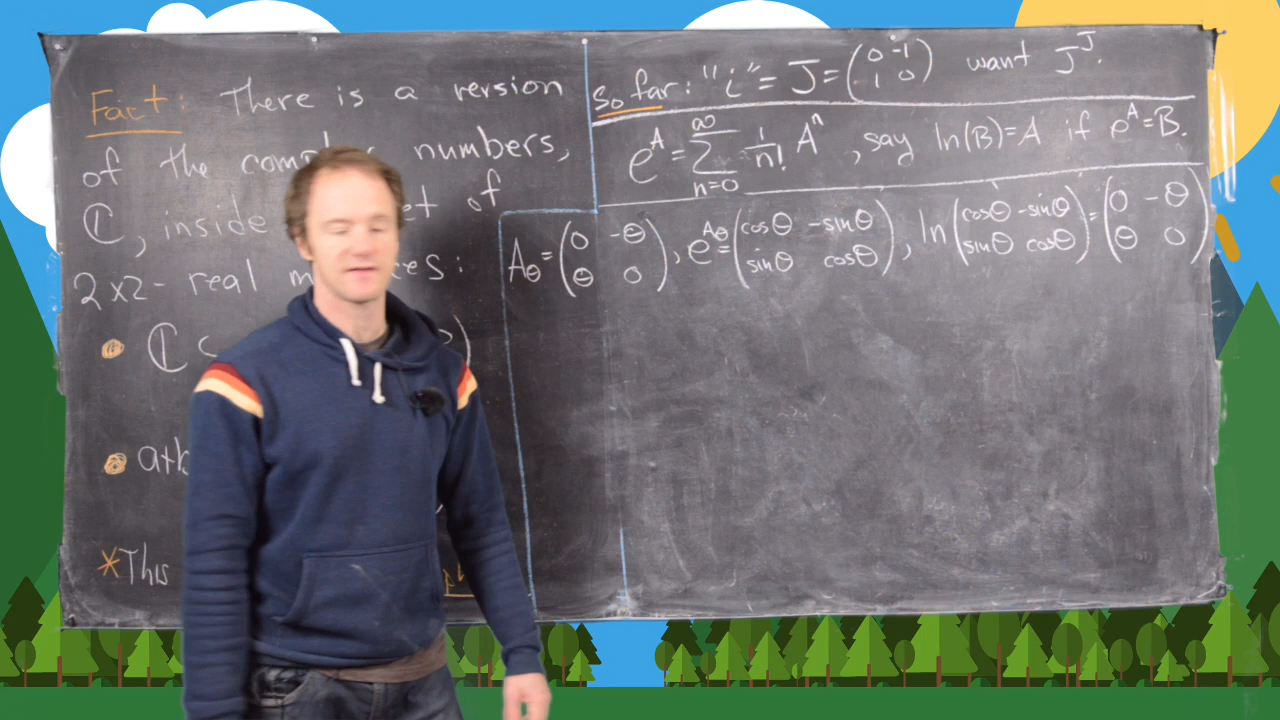 Fact: There is a version
of the comp numbers,
ℂ, inside et of
2x2- real m es:
ℂ
a+b
*This
So far: "i" = J = (0 -1
1 0) want J^J.
e^A = ∑_{n=0}^{∞} 1/n! A^n, say ln(B)=A if e^A=B.
A_θ = (0 -θ
θ 0), e^{A_θ} = (cosθ -sinθ
sinθ cosθ), ln(cosθ -sinθ
sinθ cosθ) = (0 -θ
θ 0)